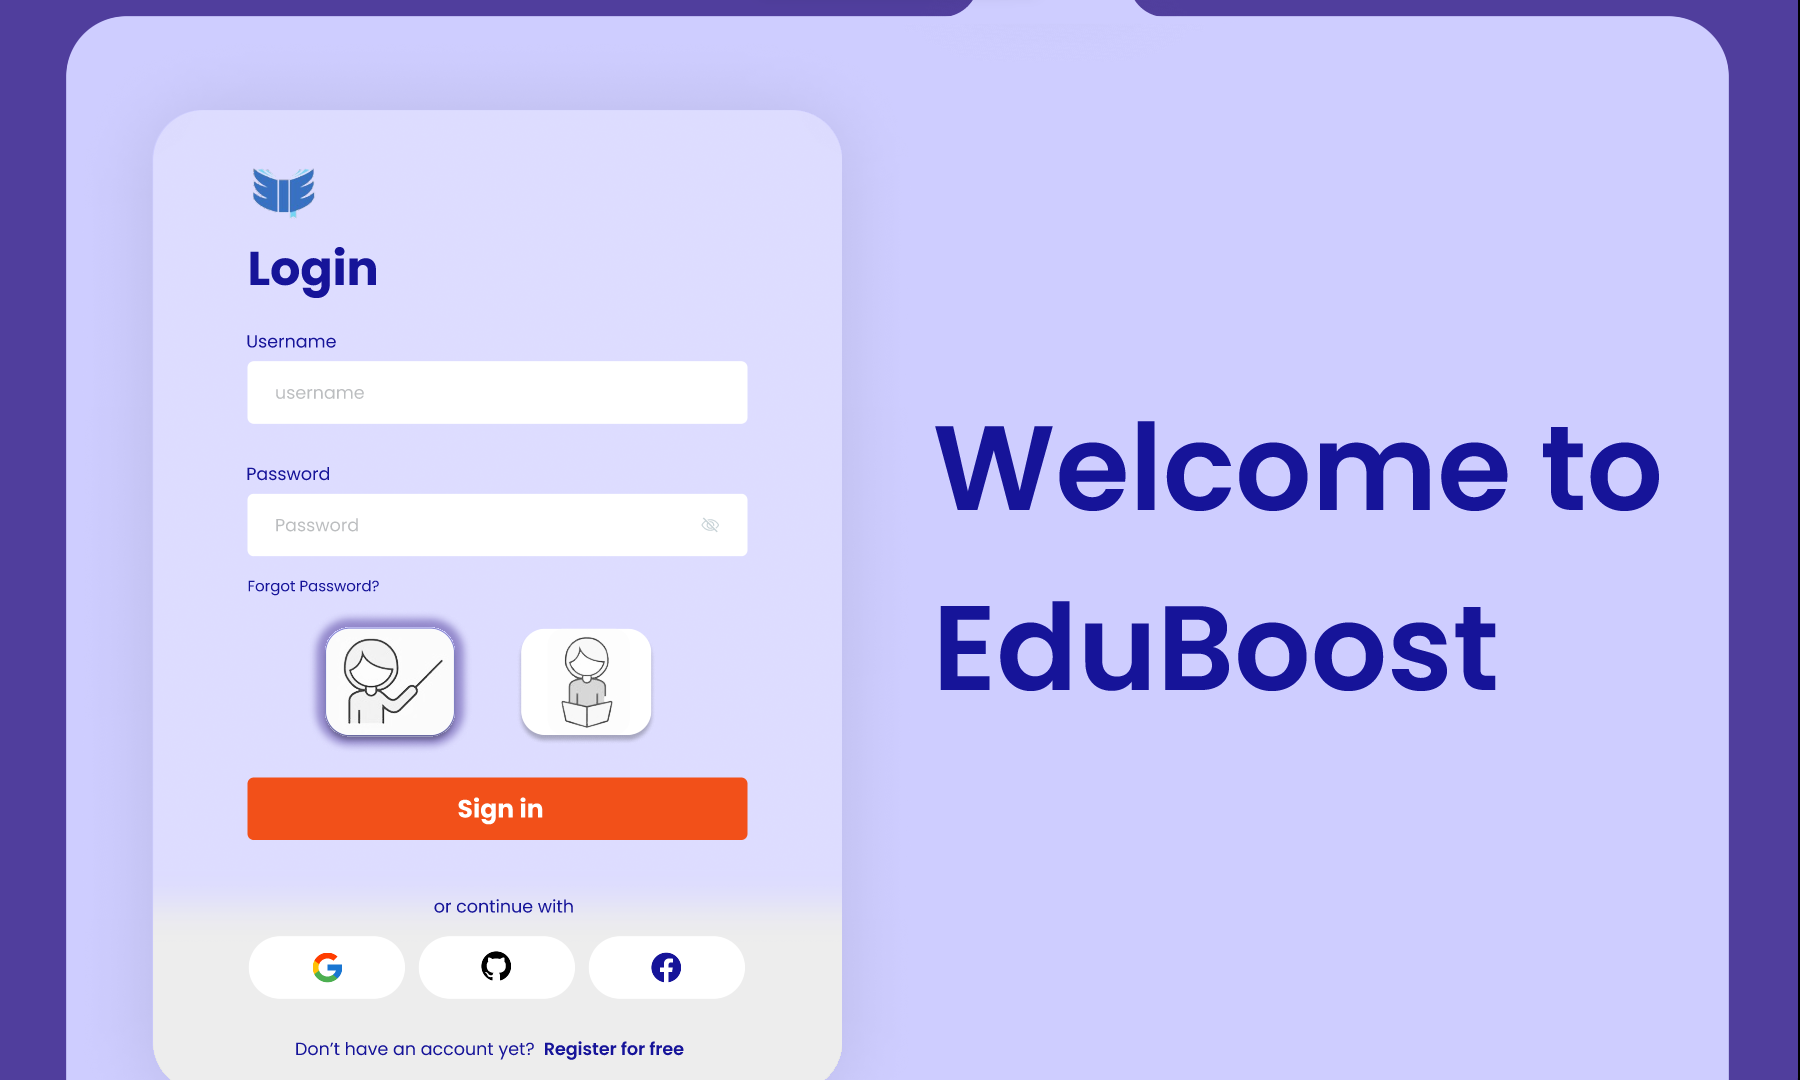 Login
Username
username
Password
Password
Forgot Password?
Sign in
or continue with
Don’t have an account yet? Register for free
Welcome to
EduBoost